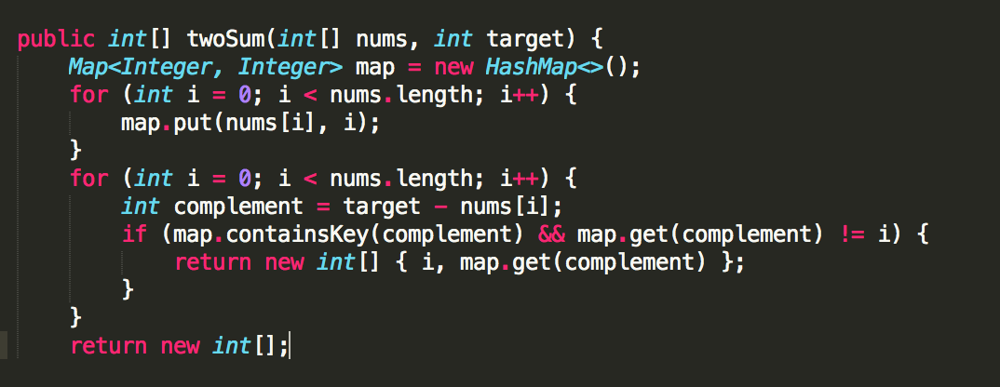 public int[] twoSum(int[] nums, int target) {
    Map<Integer, Integer> map = new HashMap<>();
    for (int i = 0; i < nums.length; i++) {
        map.put(nums[i], i);
    }
    for (int i = 0; i < nums.length; i++) {
        int complement = target - nums[i];
        if (map.containsKey(complement) && map.get(complement) != i) {
            return new int[] { i, map.get(complement) };
        }
    }
    return new int[];